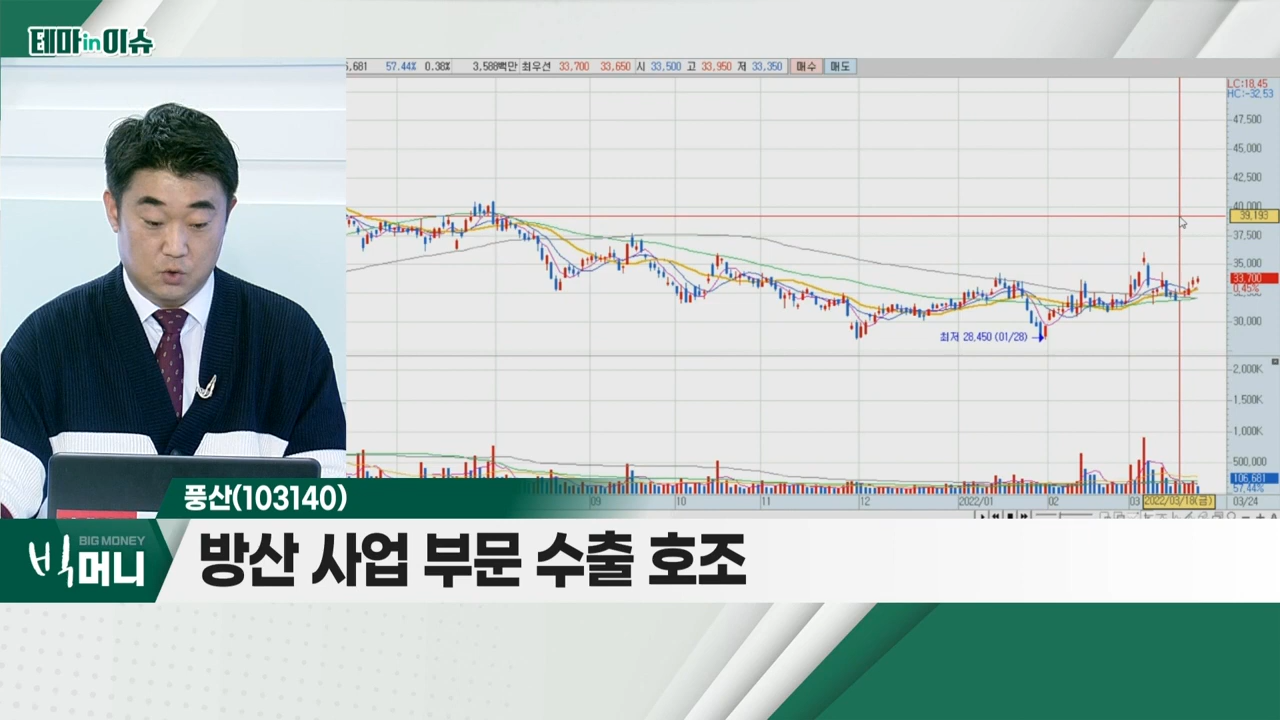 테마in이슈
5,681 57.44% 0.38% 3,588백만 최우선 33,700 33,650 시 33,500 고 33,950 저 33,350 매수 매도
LC:18.45
HC:-32.53
47,500
45,000
42,500
40,000
39,193
37,500
35,000
33,700
0.45%
32,500
30,000
최저 28,450 (01/28)
2,000K
1,500K
1,000K
500,000
106,681
57.44%
09 10 11 12 2022/01 02 03 2022/03/18(금) 03/24
풍산(103140)
BIG MONEY
빅머니
방산 사업 부문 수출 호조